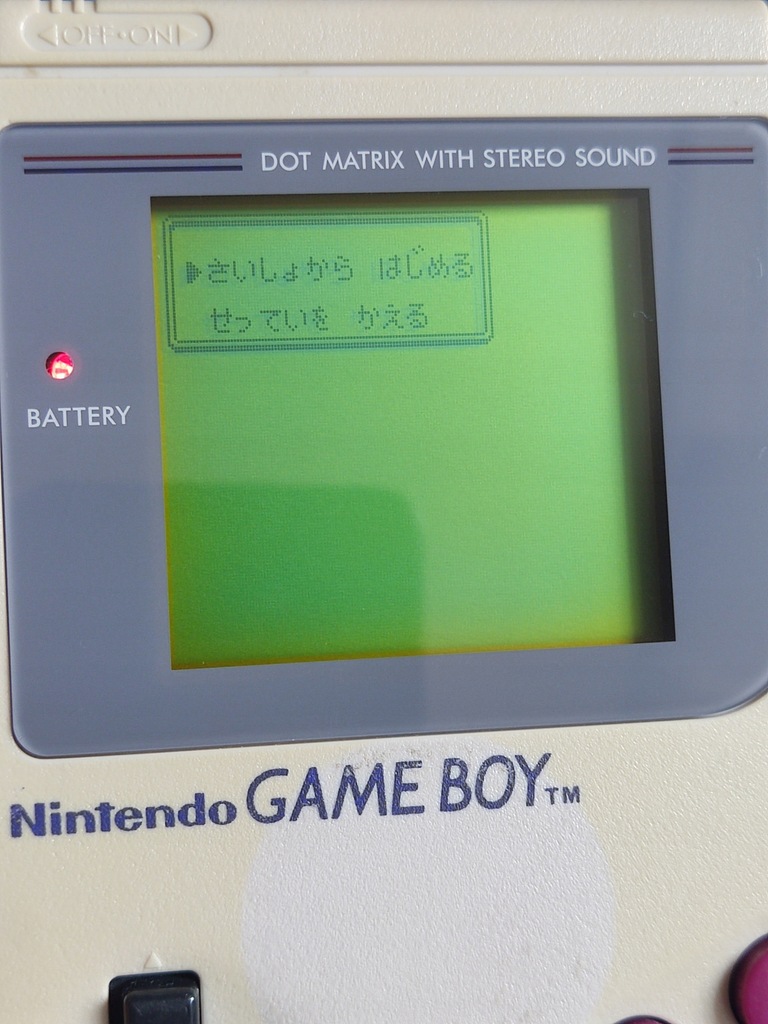 ◁OFF•ON▷
DOT MATRIX WITH STEREO SOUND
▶さいしょから はじめる
せっていを かえる
BATTERY
Nintendo GAME BOY™